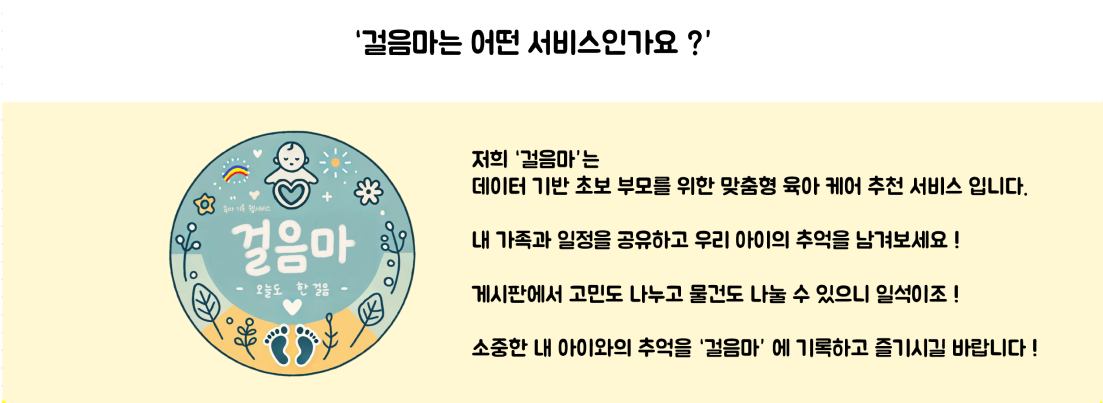 '걸음마는 어떤 서비스인가요 ?'
육아 기록 웹서비스
걸음마
- 오늘도 한 걸음 -
저희 '걸음마'는
데이터 기반 초보 부모를 위한 맞춤형 육아 케어 추천 서비스 입니다.
내 가족과 일정을 공유하고 우리 아이의 추억을 남겨보세요 !
게시판에서 고민도 나누고 물건도 나눌 수 있으니 일석이조 !
소중한 내 아이와의 추억을 '걸음마' 에 기록하고 즐기시길 바랍니다 !